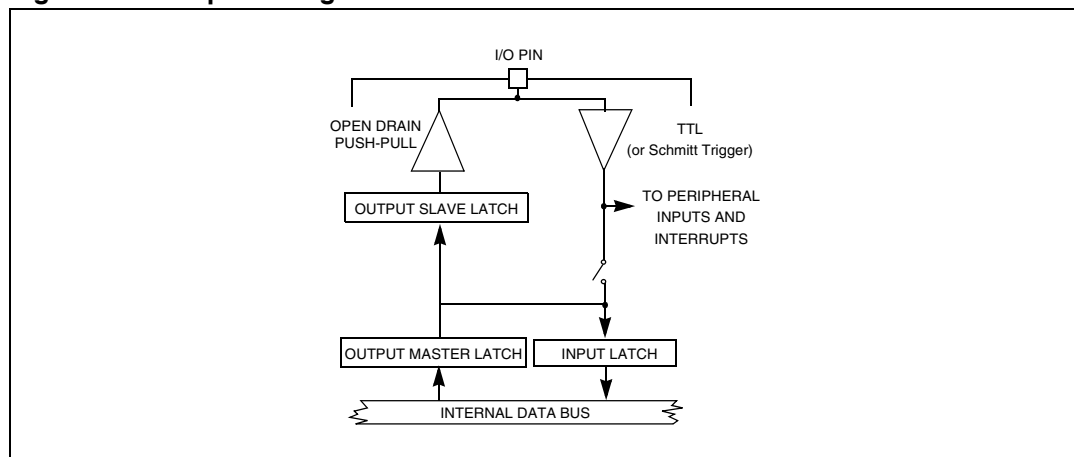 I/O PIN
OPEN DRAIN
PUSH-PULL
TTL
(or Schmitt Trigger)
OUTPUT SLAVE LATCH
TO PERIPHERAL
INPUTS AND
INTERRUPTS
OUTPUT MASTER LATCH
INPUT LATCH
INTERNAL DATA BUS